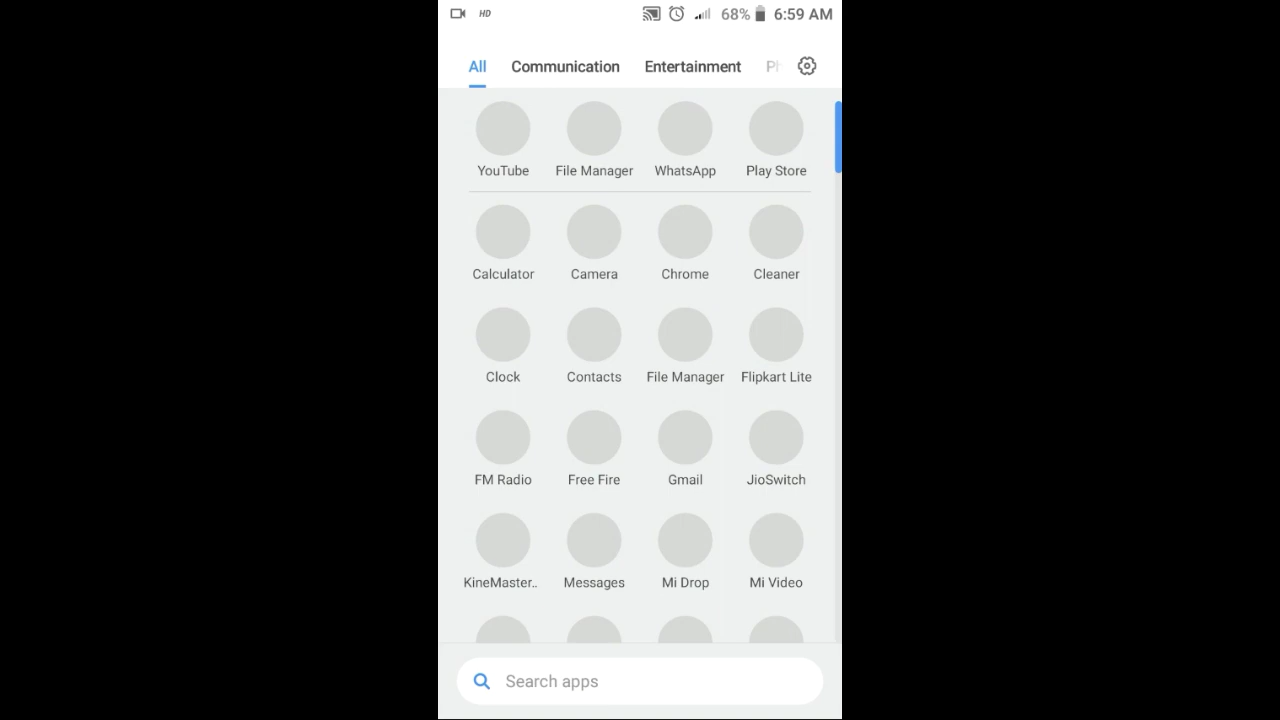 HD 68% 6:59 AM
All Communication Entertainment Ph
YouTube File Manager WhatsApp Play Store
Calculator Camera Chrome Cleaner
Clock Contacts File Manager Flipkart Lite
FM Radio Free Fire Gmail JioSwitch
KineMaster.. Messages Mi Drop Mi Video
Search apps